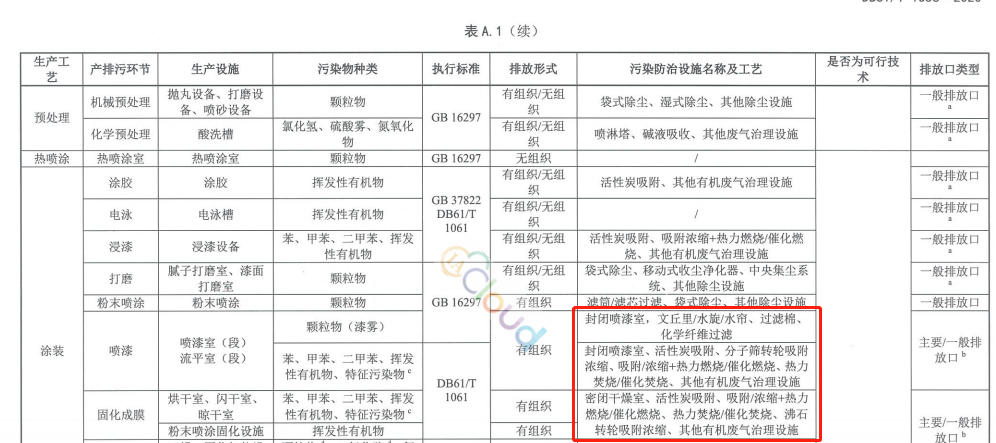 表 A.1（续）
生产工艺 产排污环节 生产设施 污染物种类 执行标准 排放形式 污染防治设施名称及工艺 是否为可行技术 排放口类型
预处理 机械预处理 抛丸设备、打磨设备、喷砂设备 颗粒物 GB 16297 有组织/无组织 袋式除尘、湿式除尘、其他除尘设施 一般排放口a
化学预处理 酸洗槽 氯化氢、硫酸雾、氮氧化物 有组织/无组织 喷淋塔、碱液吸收、其他废气治理设施 一般排放口a
热喷涂 热喷涂室 热喷涂室 颗粒物 GB 16297 无组织 / 一般排放口a
涂装 涂胶 涂胶 挥发性有机物 GB 37822 DB61/T 1061 有组织/无组织 活性炭吸附、其他有机废气治理设施 一般排放口a
电泳 电泳槽 挥发性有机物 有组织/无组织 / 一般排放口a
浸漆 浸漆设备 苯、甲苯、二甲苯、挥发性有机物 有组织/无组织 活性炭吸附、吸附浓缩+热力燃烧/催化燃烧、其他有机废气治理设施 一般排放口a
打磨 腻子打磨室、漆面打磨室 颗粒物 GB 16297 有组织/无组织 袋式除尘、移动式收尘净化器、中央集尘系统、其他除尘设施 一般排放口a
粉末喷涂 粉末喷涂 颗粒物 有组织 滤筒/滤芯过滤、袋式除尘、其他除尘设施 一般排放口
喷漆 喷漆室（段）流平室（段） 颗粒物（漆雾） 有组织 封闭喷漆室，文丘里/水旋/水帘、过滤棉、化学纤维过滤 主要/一般排放口b
苯、甲苯、二甲苯、挥发性有机物、特征污染物c DB61/T 1061 封闭喷漆室、活性炭吸附、分子筛转轮吸附浓缩、吸附/浓缩+热力燃烧/催化燃烧、热力焚烧/催化焚烧、其他有机废气治理设施
固化成膜 烘干室、闪干室、晾干室 苯、甲苯、二甲苯、挥发性有机物、特征污染物c 有组织 密闭干燥室、活性炭吸附、吸附/浓缩+热力燃烧/催化燃烧、热力焚烧/催化焚烧、沸石转轮吸附浓缩、其他有机废气治理设施 主要/一般排放口b
粉末喷涂固化设施 挥发性有机物 有组织
Cloud